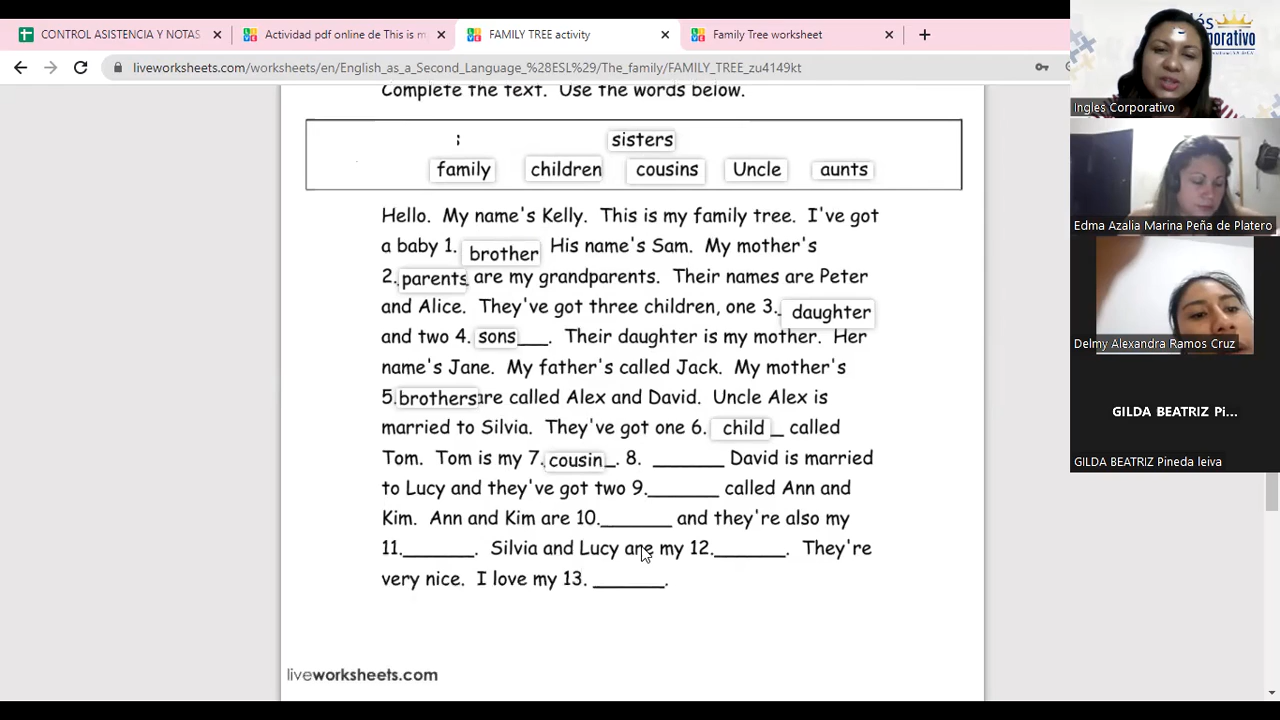 CONTROL ASISTENCIA Y NOTAS
Actividad pdf online de This is m
FAMILY TREE activity
Family Tree worksheet
liveworksheets.com/worksheets/en/English_as_a_Second_Language_%28ESL%29/The_family/FAMILY_TREE_zu4149kt
Complete the text. Use the words below.
sisters
family children cousins Uncle aunts
Hello. My name's Kelly. This is my family tree. I've got
a baby 1. brother His name's Sam. My mother's
2. parents are my grandparents. Their names are Peter
and Alice. They've got three children, one 3._ daughter
and two 4. sons___. Their daughter is my mother. Her
name's Jane. My father's called Jack. My mother's
5. brothers are called Alex and David. Uncle Alex is
married to Silvia. They've got one 6. child _ called
Tom. Tom is my 7. cousin_. 8. ______ David is married
to Lucy and they've got two 9.______ called Ann and
Kim. Ann and Kim are 10.______ and they're also my
11.______. Silvia and Lucy are my 12.______. They're
very nice. I love my 13. ______.
liveworksheets.com
Ingles Corporativo
Edma Azalia Marina Peña de Platero
Delmy Alexandra Ramos Cruz
GILDA BEATRIZ Pi...
GILDA BEATRIZ Pineda leiva